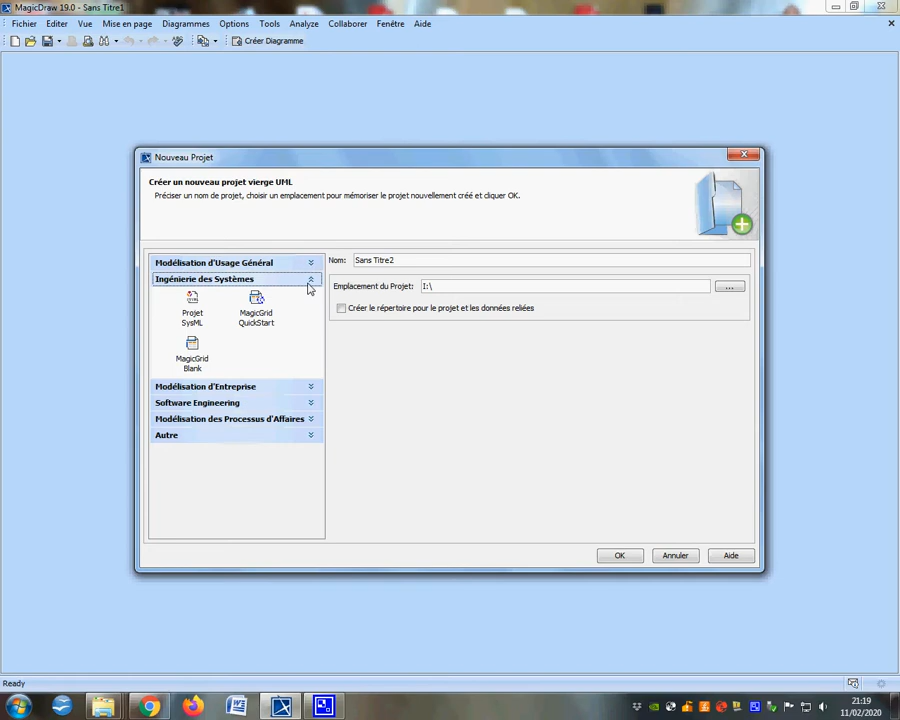 MagicDraw 19.0 - Sans Titre1
Fichier Editer Vue Mise en page Diagrammes Options Tools Analyze Collaborer Fenêtre Aide
Créer Diagramme
Nouveau Projet
Créer un nouveau projet vierge UML
Préciser un nom de projet, choisir un emplacement pour mémoriser le projet nouvellement créé et cliquer OK.
Modélisation d'Usage Général
Nom: Sans Titre2
Ingénierie des Systèmes
Emplacement du Projet: I:\ ...
Créer le répertoire pour le projet et les données reliées
Projet
SysML
MagicGrid
QuickStart
MagicGrid
Blank
Modélisation d'Entreprise
Software Engineering
Modélisation des Processus d'Affaires
Autre
OK Annuler Aide
Ready
21:19
11/02/2020